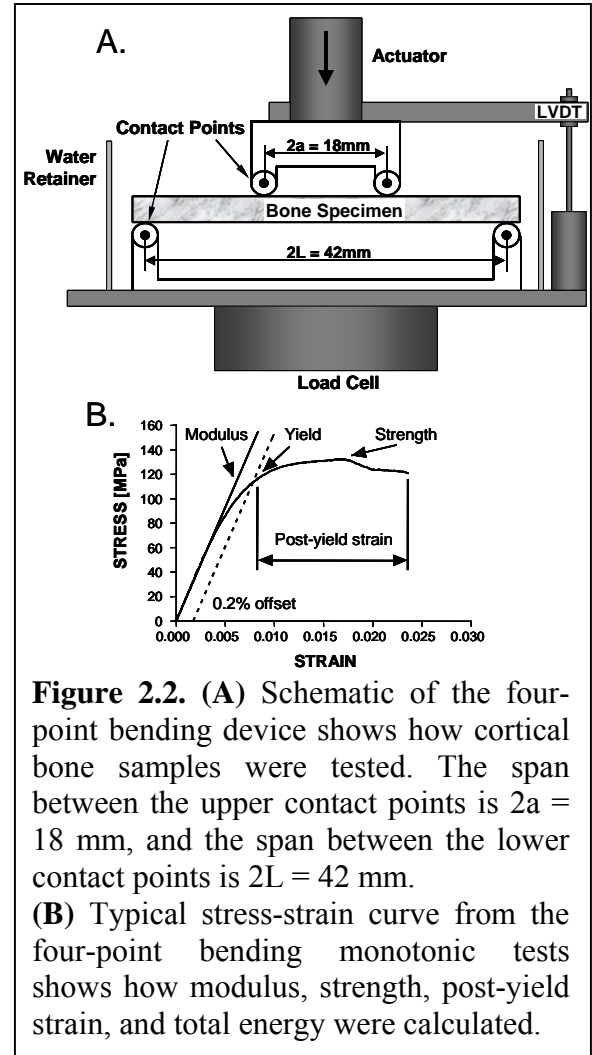 A.
Actuator
LVDT
Contact Points
Water
Retainer
2a = 18mm
Bone Specimen
2L = 42mm
Load Cell
B.
Modulus
Yield
Strength
STRESS [MPa]
160
140
120
100
80
60
40
20
0
Post-yield strain
0.2% offset
0.000 0.005 0.010 0.015 0.020 0.025 0.030
STRAIN
Figure 2.2. (A) Schematic of the four-
point bending device shows how cortical
bone samples were tested. The span
between the upper contact points is 2a =
18 mm, and the span between the lower
contact points is 2L = 42 mm.
(B) Typical stress-strain curve from the
four-point bending monotonic tests
shows how modulus, strength, post-yield
strain, and total energy were calculated.